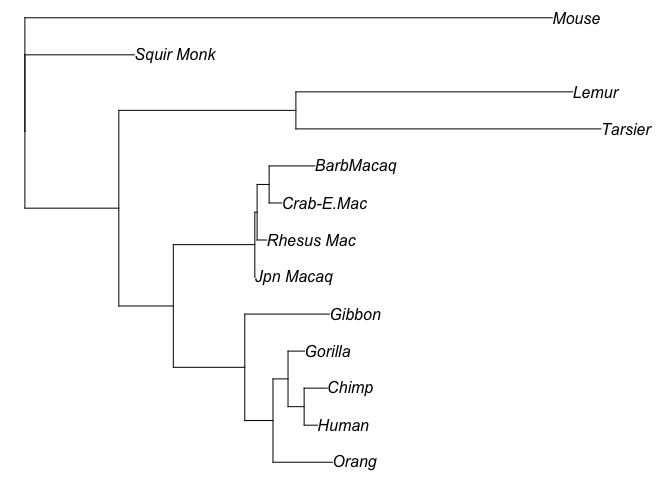 Mouse
Squir Monk
Lemur
Tarsier
BarbMacaq
Crab-E.Mac
Rhesus Mac
Jpn Macaq
Gibbon
Gorilla
Chimp
Human
Orang